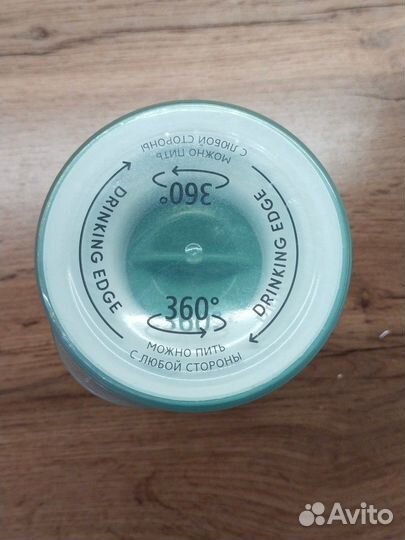 МОЖНО ПИТЬ
С ЛЮБОЙ СТОРОНЫ
360°
DRINKING EDGE
DRINKING EDGE
360°
МОЖНО ПИТЬ
С ЛЮБОЙ СТОРОНЫ
Avito